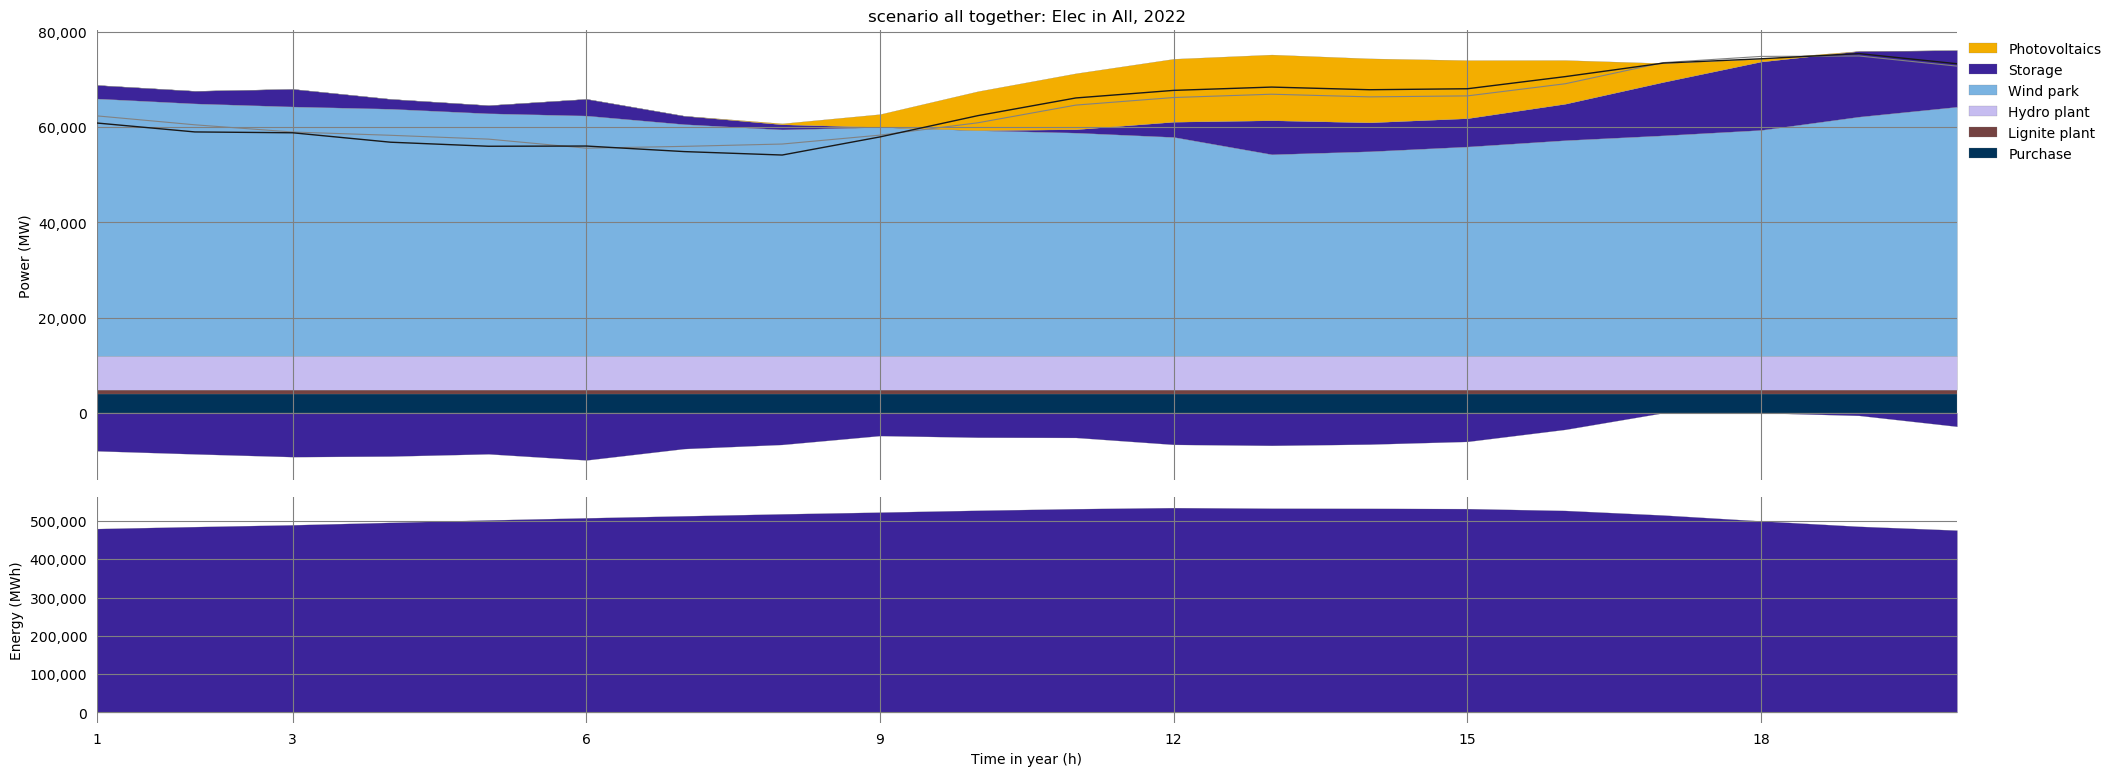 scenario all together: Elec in All, 2022
80,000
60,000
40,000
20,000
0
Power (MW)
Photovoltaics
Storage
Wind park
Hydro plant
Lignite plant
Purchase
500,000
400,000
300,000
200,000
100,000
0
Energy (MWh)
1 3 6 9 12 15 18
Time in year (h)